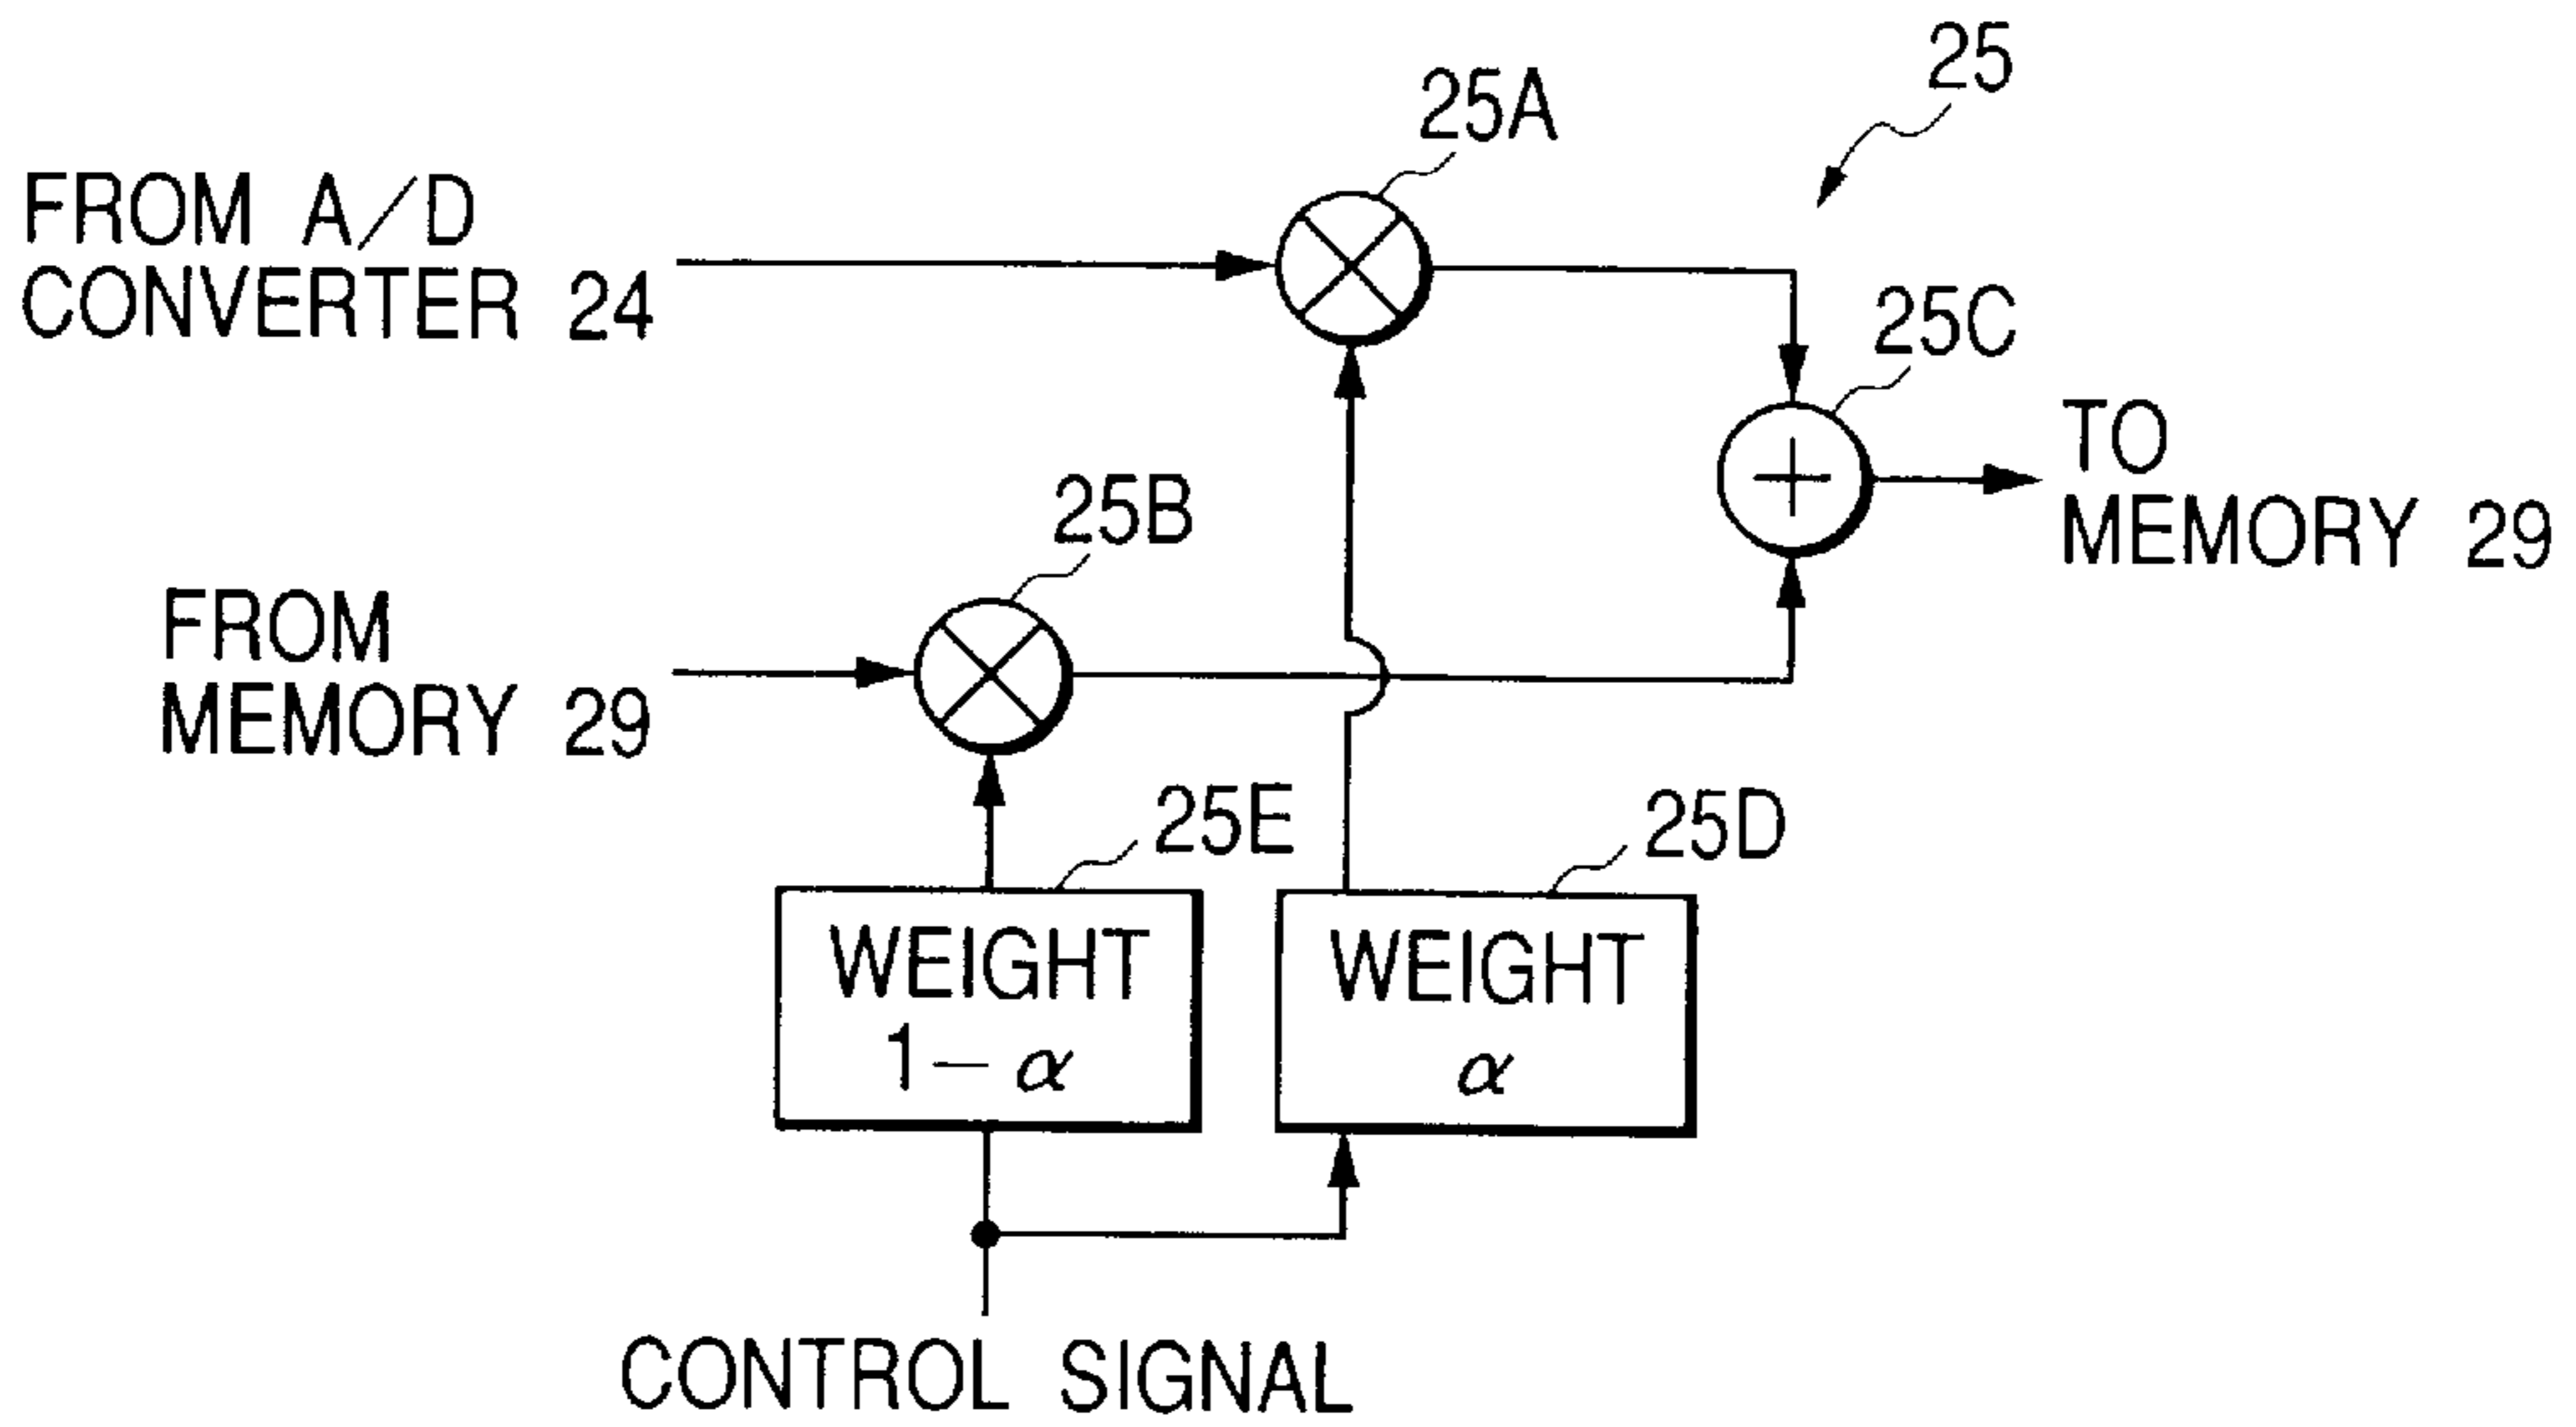 25
25A
FROM A/D
CONVERTER 24
25C
TO
MEMORY 29
25B
FROM
MEMORY 29
25E
25D
WEIGHT
1-α
WEIGHT
α
CONTROL SIGNAL